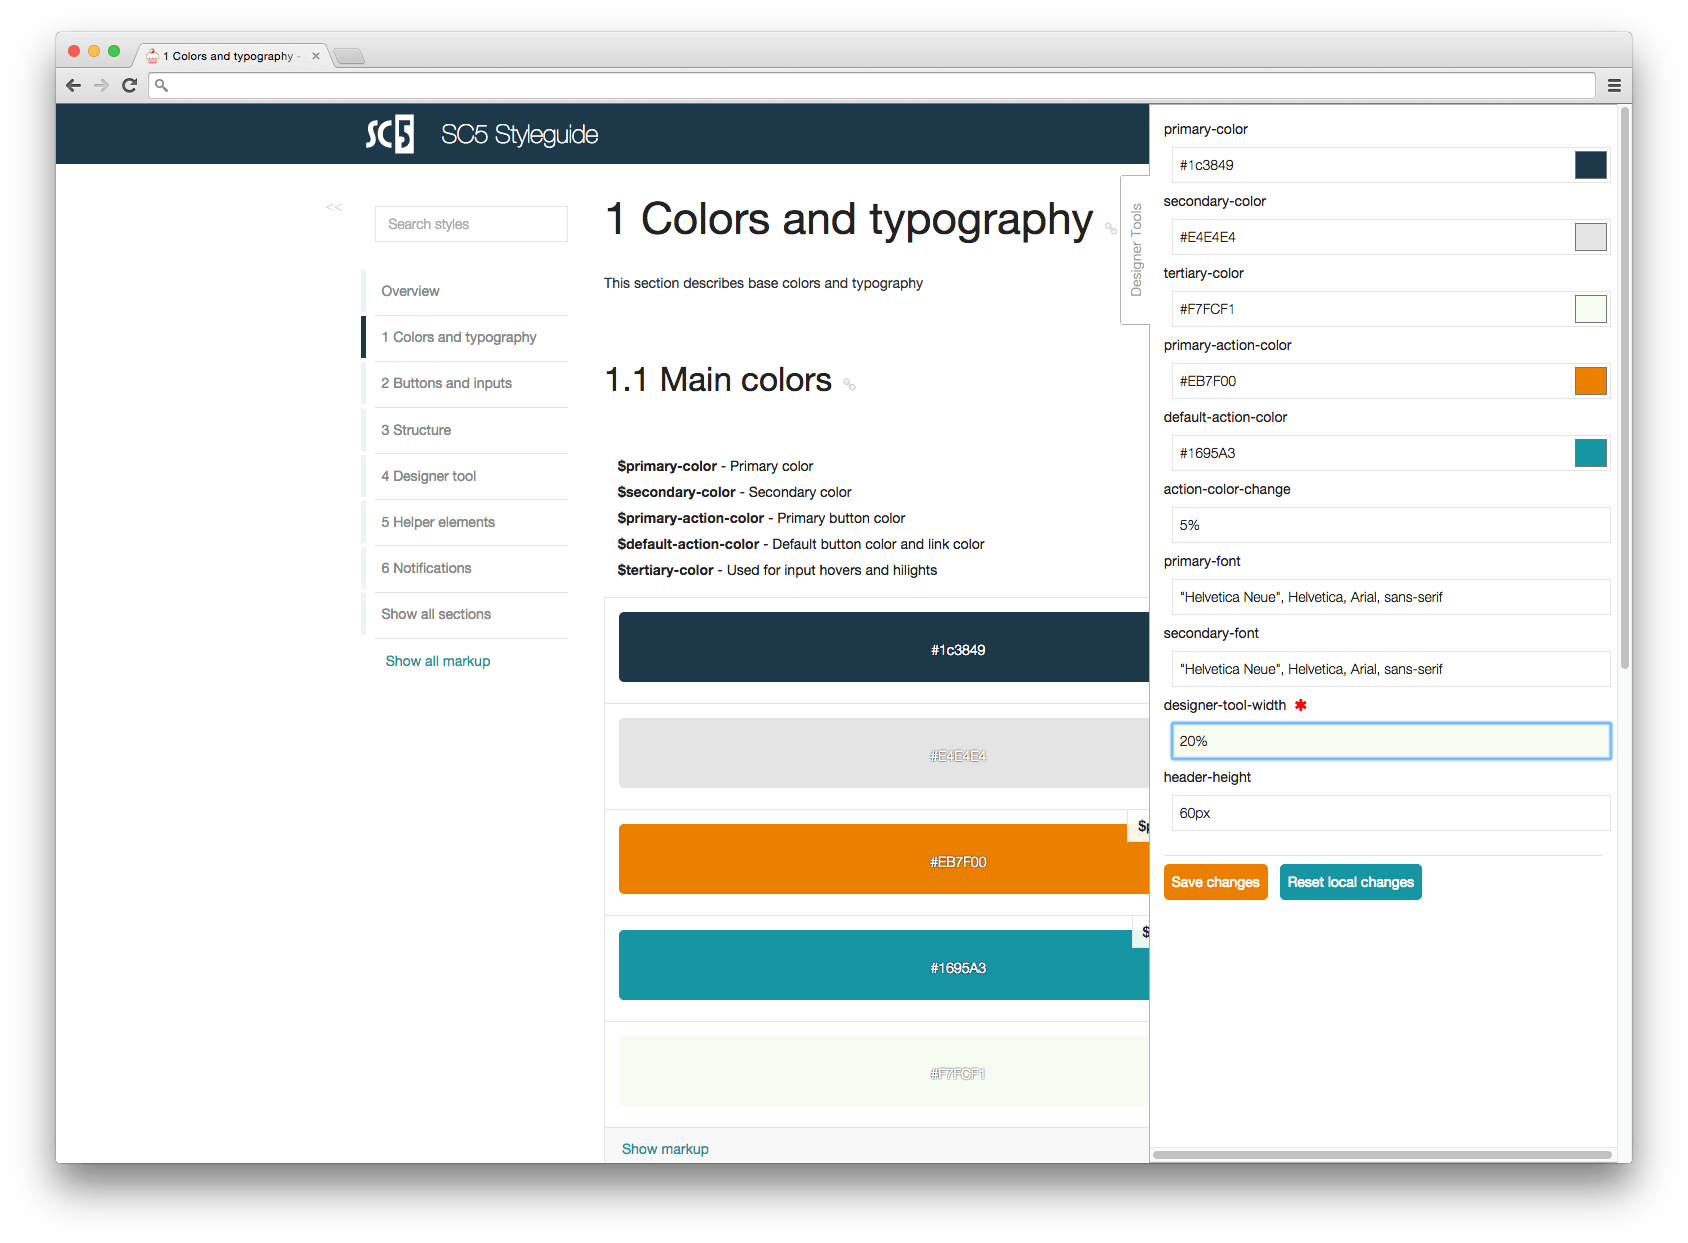 1 Colors and typography -
SC5 SC5 Styleguide
<<
Search styles
Overview
1 Colors and typography
2 Buttons and inputs
3 Structure
4 Designer tool
5 Helper elements
6 Notifications
Show all sections
Show all markup
1 Colors and typography
This section describes base colors and typography
1.1 Main colors
$primary-color - Primary color
$secondary-color - Secondary color
$primary-action-color - Primary button color
$default-action-color - Default button color and link color
$tertiary-color - Used for input hovers and hilights
#1c3849
#E4E4E4
$p
#EB7F00
$
#1695A3
#F7FCF1
Show markup
Designer Tools
primary-color
#1c3849
secondary-color
#E4E4E4
tertiary-color
#F7FCF1
primary-action-color
#EB7F00
default-action-color
#1695A3
action-color-change
5%
primary-font
"Helvetica Neue", Helvetica, Arial, sans-serif
secondary-font
"Helvetica Neue", Helvetica, Arial, sans-serif
designer-tool-width ✱
20%
header-height
60px
Save changes Reset local changes